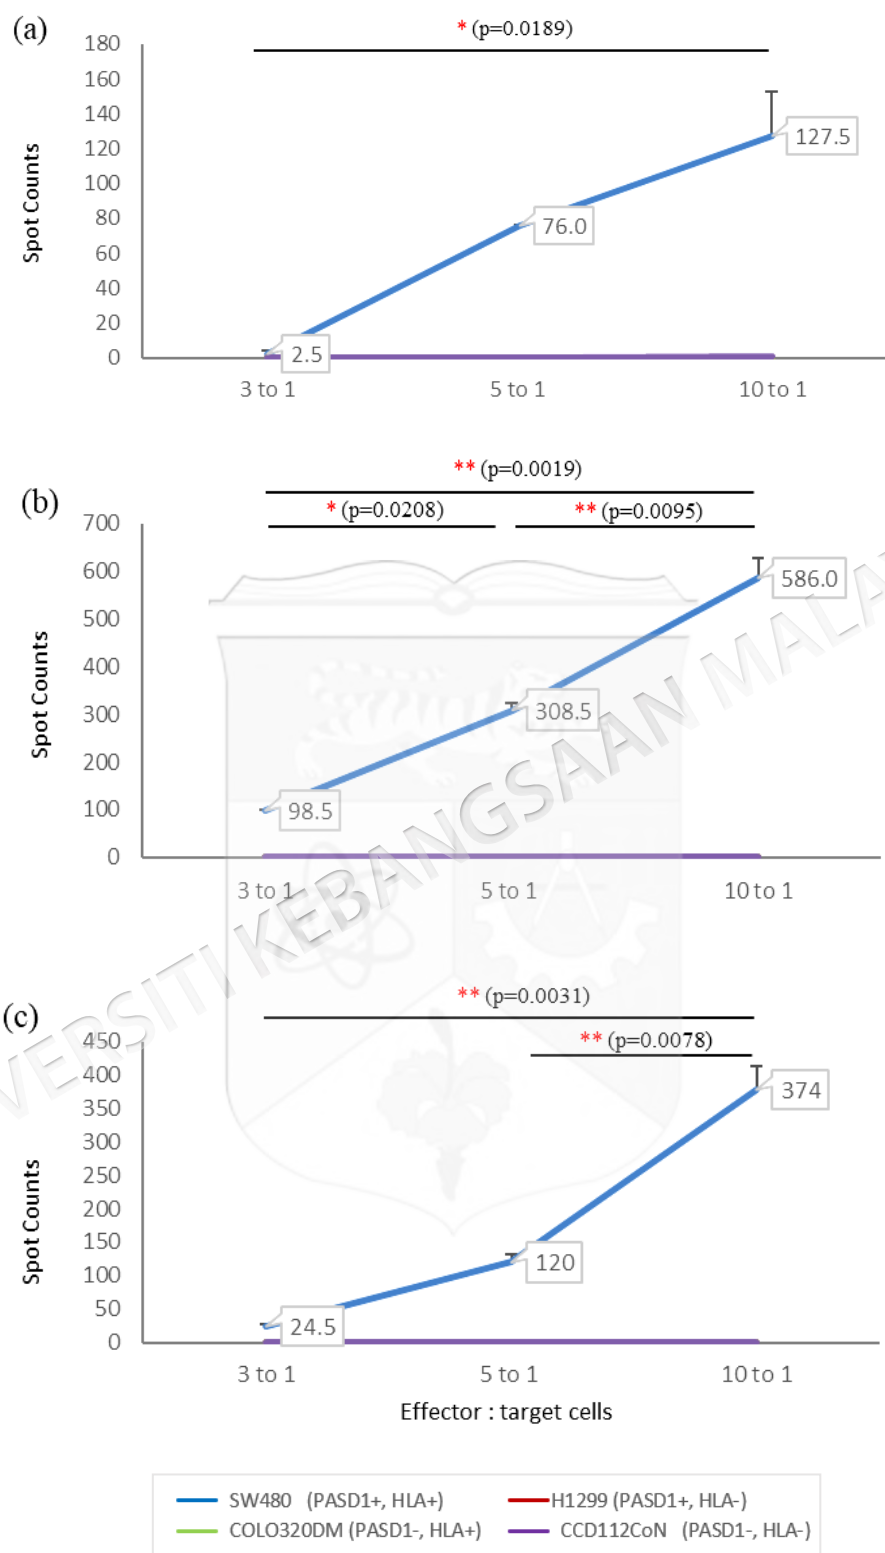 (a)
* (p=0.0189)
180
160
140
120
100
80
60
40
20
0
Spot Counts
127.5
76.0
2.5
3 to 1 5 to 1 10 to 1
** (p=0.0019)
(b)
* (p=0.0208) ** (p=0.0095)
700
600
500
400
300
200
100
0
Spot Counts
586.0
308.5
98.5
3 to 1 5 to 1 10 to 1
** (p=0.0031)
(c)
** (p=0.0078)
450
400
350
300
250
200
150
100
50
0
Spot Counts
374
120
24.5
3 to 1 5 to 1 10 to 1
Effector : target cells
SW480 (PASD1+, HLA+) H1299 (PASD1+, HLA-)
COLO320DM (PASD1-, HLA+) CCD112CoN (PASD1-, HLA-)
VERSITI KEBANGSAAN MALA